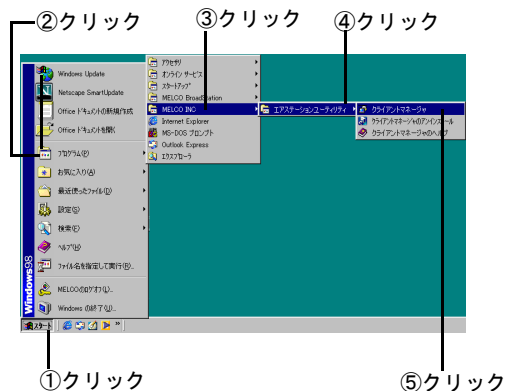 ②クリック
③クリック
④クリック
Windows Update
Netscape SmartUpdate
Office ドキュメントの新規作成
Office ドキュメントを開く
プログラム(P)
お気に入り(A)
最近使ったファイル(D)
設定(S)
検索(E)
ヘルプ(H)
ファイル名を指定して実行(R)...
MELCOのログオフ(L)...
Windows の終了(U)...
Windows98
アクセサリ
オンライン サービス
スタートアップ
MELCO BroadStation
MELCO INC
Internet Explorer
MS-DOS プロンプト
Outlook Express
エクスプローラ
エアステーションユーティリティ
クライアントマネージャ
クライアントマネージャのアンインストール
クライアントマネージャのヘルプ
スタート
①クリック
⑤クリック